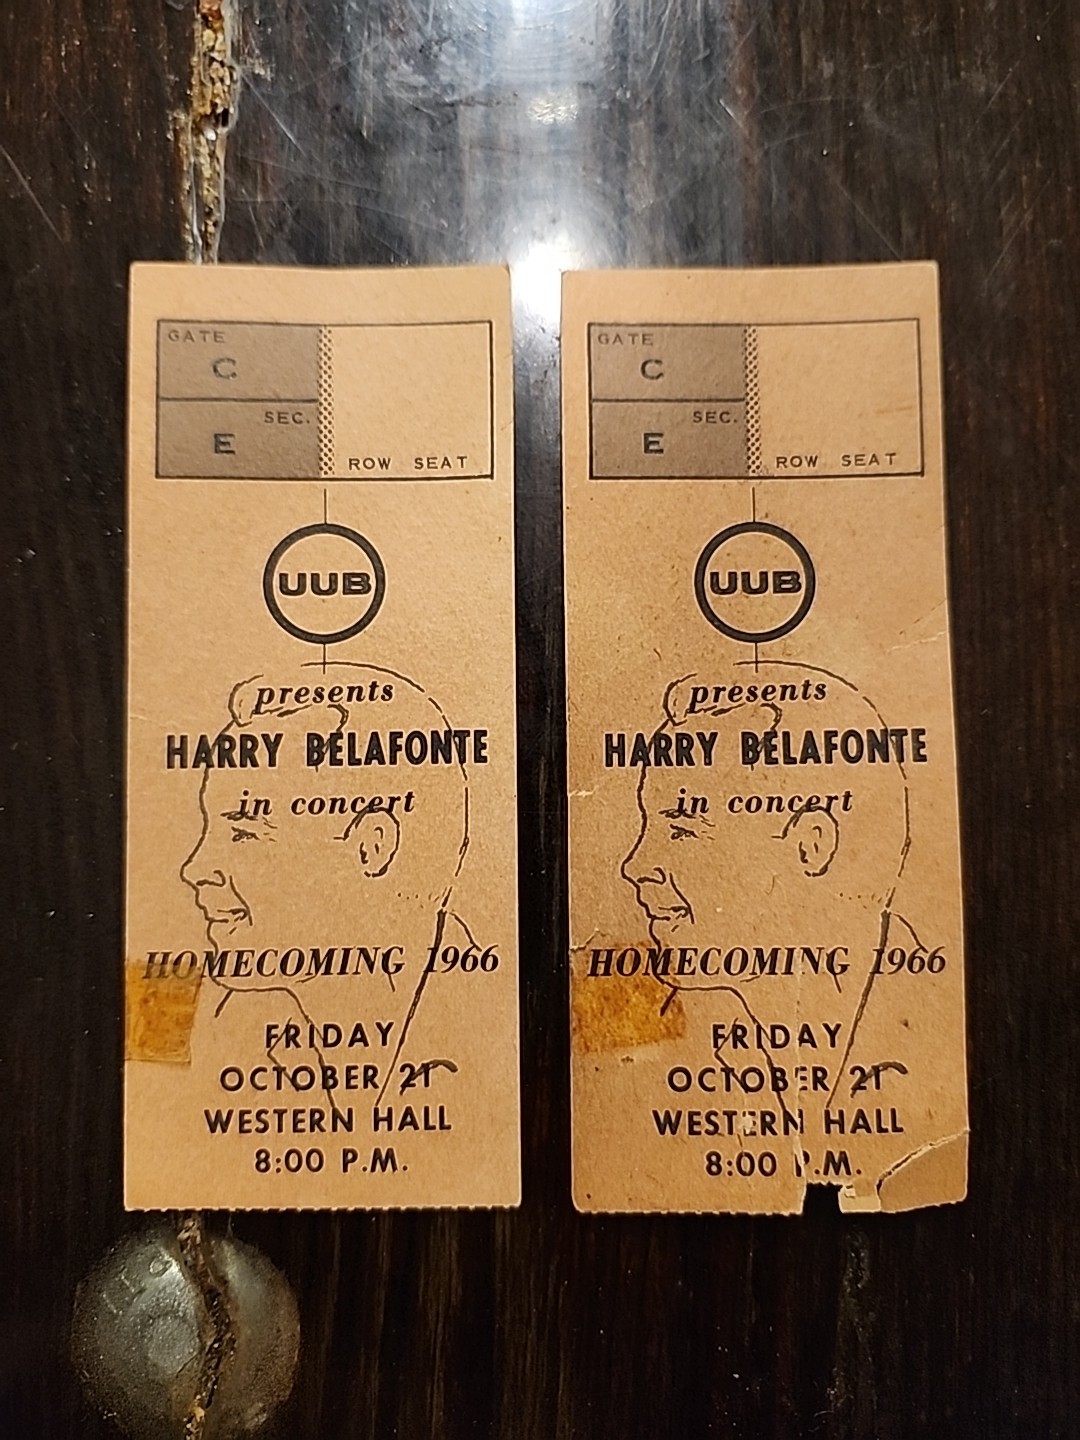 GATE
C
SEC.
E
ROW SEAT
UUB
presents
HARRY BELAFONTE
in concert
HOMECOMING 1966
FRIDAY
OCTOBER 21
WESTERN HALL
8:00 P.M.
GATE
C
SEC.
E
ROW SEAT
UUB
presents
HARRY BELAFONTE
in concert
HOMECOMING 1966
FRIDAY
OCTOBER 21
WESTERN HALL
8:00 P.M.